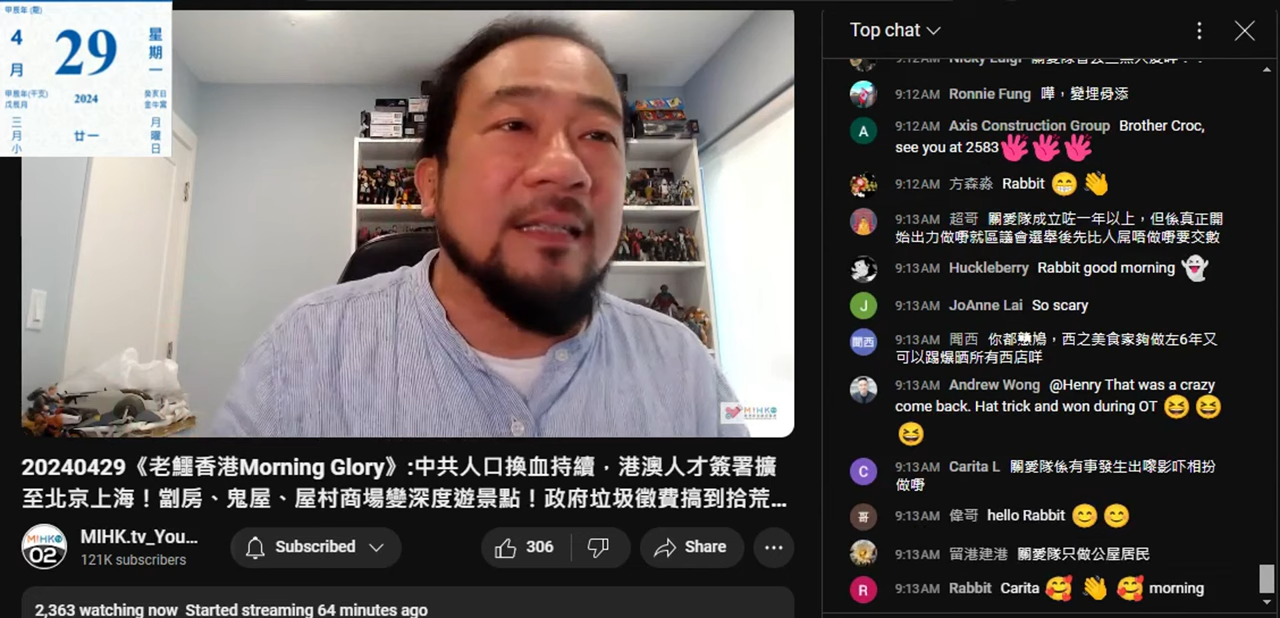 甲辰年 (龍)
4
月
29
星期一
甲辰年(干支)
戊辰月
2024
癸亥日
三月小
廿一
月曜日
MIHK
20240429《老鱷香港Morning Glory》:中共人口換血持續，港澳人才簽署擴
至北京上海！劏房、鬼屋、屋村商場變深度遊景點！政府垃圾徵費搞到拾荒...
MIHK
02
MIHK.tv_You...
121K subscribers
Subscribed
306
Share
2,363 watching now Started streaming 64 minutes ago
Top chat
9:12AM Ronnie Fung 嘩，變埋身添
A
9:12AM Axis Construction Group Brother Croc,
see you at 2583
9:12AM 方森淼 Rabbit 😁 👋
9:13AM 超哥 關愛隊成立咗一年以上，但係真正開
始出力做嘢就區議會選舉後先比人屌唔做嘢要交數
9:13AM Huckleberry Rabbit good morning 👻
J
9:13AM JoAnne Lai So scary
聞西
9:13AM 聞西 你都戇鳩，西之美食家夠做左6年又
可以踢爆晒所有西店咩
9:13AM Andrew Wong @Henry That was a crazy
come back. Hat trick and won during OT 😆 😆
😆
C
9:13AM Carita L 關愛隊係有事發生出嚟影吓相扮
做嘢
哥
9:13AM 偉哥 hello Rabbit 😊 😊
9:13AM 留港建港 關愛隊只做公屋居民
R
9:13AM Rabbit Carita 🥰 👋 🥰 morning